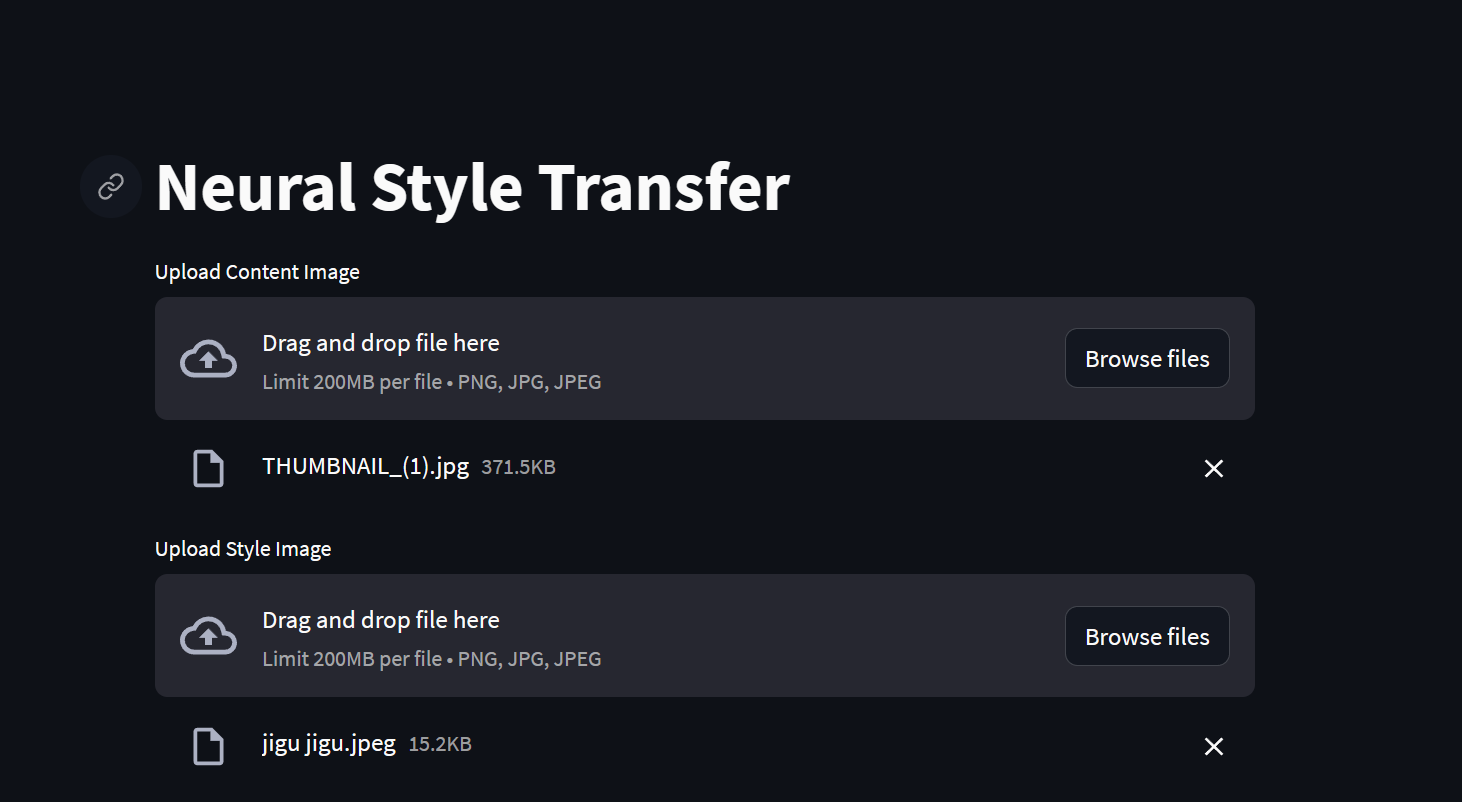 Neural Style Transfer
Upload Content Image
Drag and drop file here
Limit 200MB per file • PNG, JPG, JPEG
Browse files
THUMBNAIL_(1).jpg 371.5KB
Upload Style Image
Drag and drop file here
Limit 200MB per file • PNG, JPG, JPEG
Browse files
jigu jigu.jpeg 15.2KB